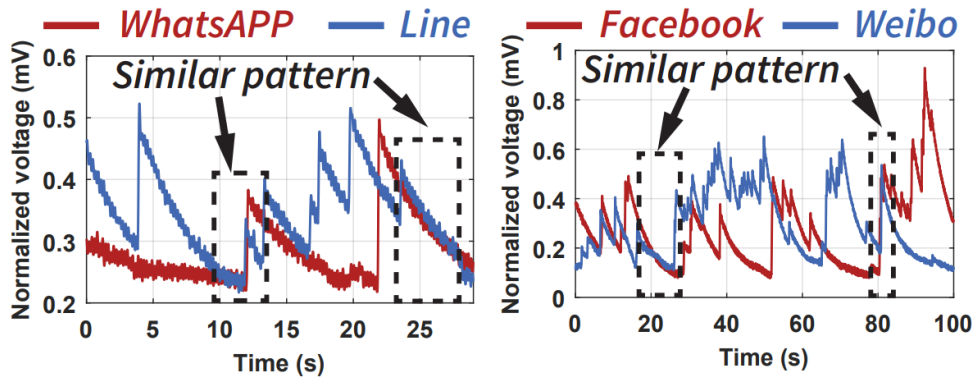 WhatsAPP Line
Normalized voltage (mV)
0.6
0.5
0.4
0.3
0.2
Similar pattern
0 5 10 15 20 25
Time (s)
Facebook Weibo
Normalized voltage (mV)
1
0.8
0.6
0.4
0.2
0
Similar pattern
0 20 40 60 80 100
Time (s)